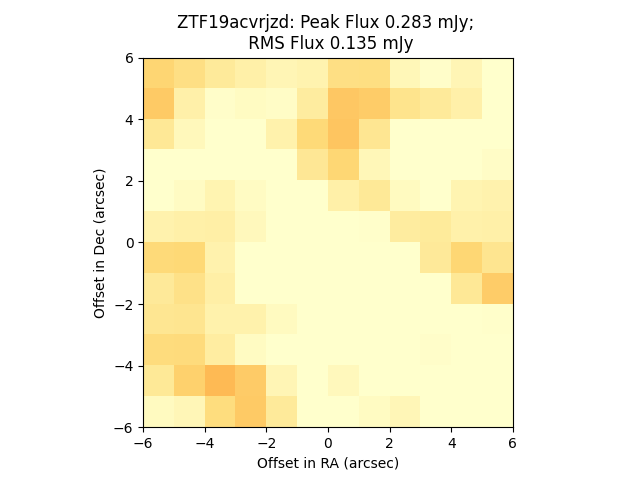 ZTF19acvrjzd: Peak Flux 0.283 mJy;
RMS Flux 0.135 mJy
6
4
2
0
−2
−4
−6
Offset in Dec (arcsec)
−6 −4 −2 0 2 4 6
Offset in RA (arcsec)